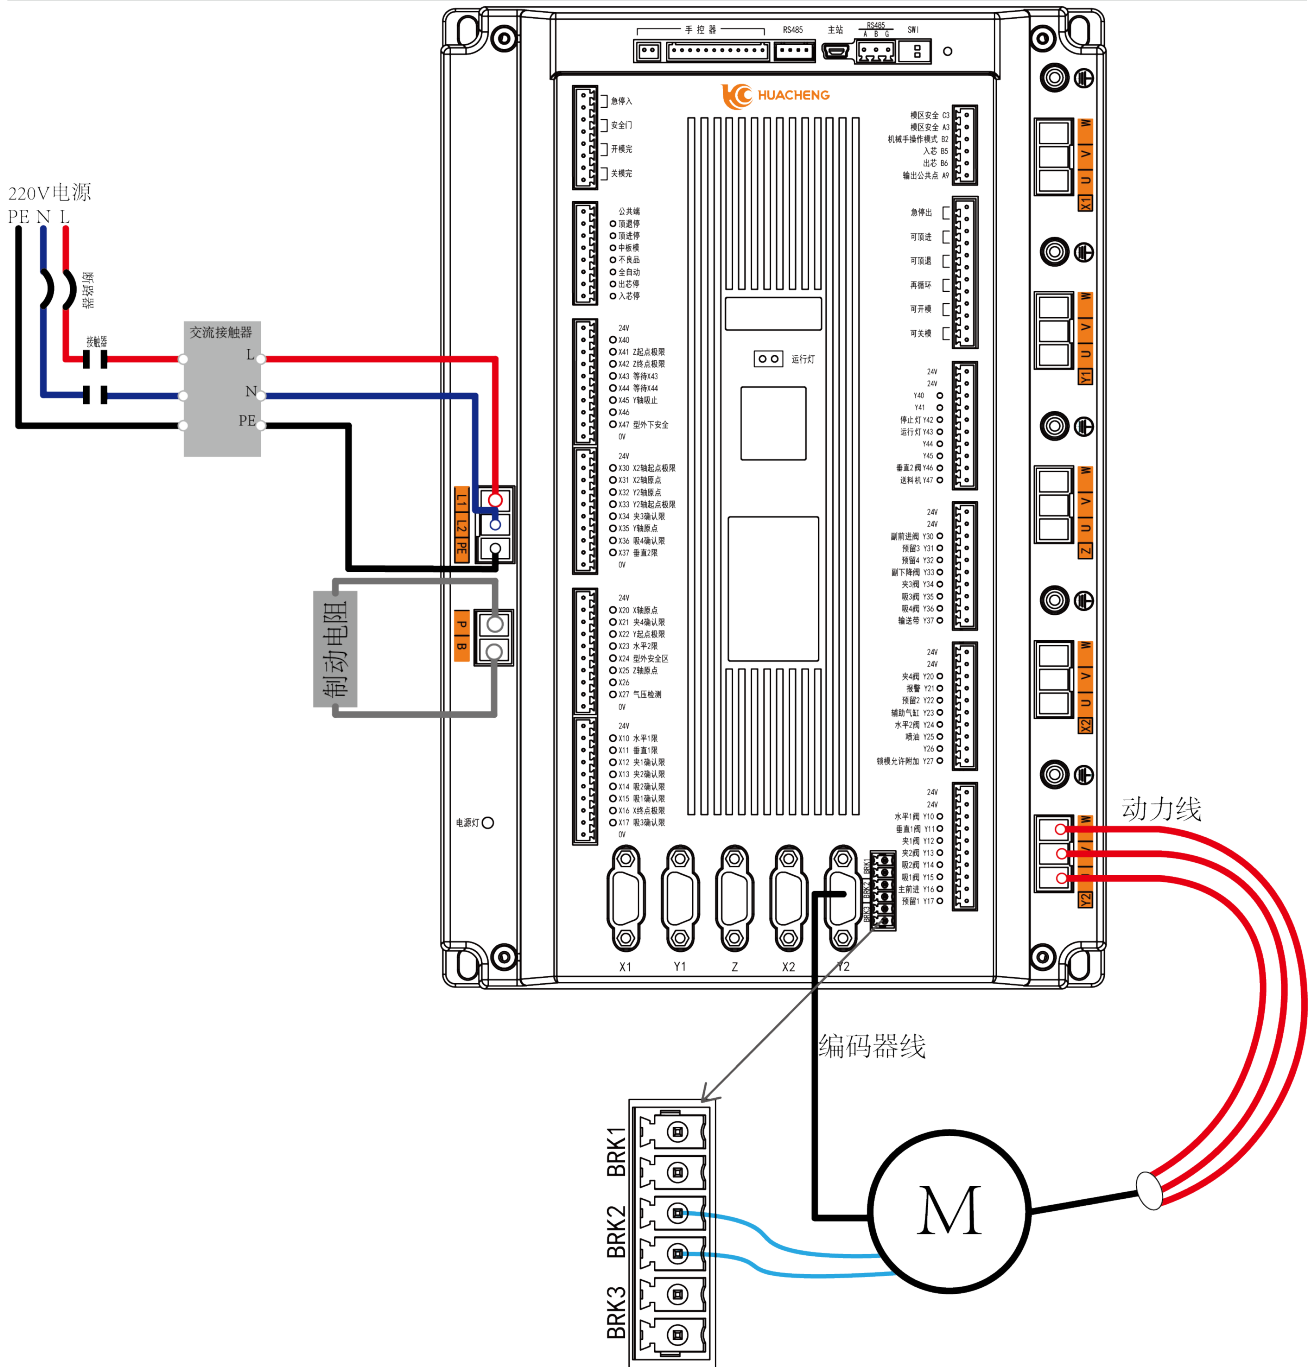 手 控 器
RS485
主站
RS485
A B G
SW1
HUACHENG
急停入
安全门
开模完
关模完
公共端
顶退停
顶进停
中板模
不良品
全自动
出芯停
入芯停
24V
X40
X41 Z起点极限
X42 Z终点极限
X43 等待X43
X44 等待X44
X45 Y轴吸止
X46
X47 型外下安全
0V
24V
X30 X2轴起点极限
X31 X2轴原点
X32 Y2轴原点
X33 Y2轴起点极限
X34 夹3确认限
X35 Y轴原点
X36 吸4确认限
X37 垂直2限
0V
24V
X20 X轴原点
X21 夹4确认限
X22 Y起点极限
X23 水平2限
X24 型外安全区
X25 Z轴原点
X26
X27 气压检测
0V
24V
X10 水平1限
X11 垂直1限
X12 夹1确认限
X13 夹2确认限
X14 吸2确认限
X15 吸1确认限
X16 X终点极限
X17 吸3确认限
0V
运行灯
模区安全 C3
模区安全 A3
机械手操作模式 B2
入芯 B5
出芯 B6
输出公共点 A9
急停出
可顶进
可顶退
再循环
可开模
可关模
24V
24V
Y40
Y41
停止灯 Y42
运行灯 Y43
Y44
Y45
垂直2阀 Y46
送料机 Y47
24V
24V
副前进阀 Y30
预留3 Y31
预留4 Y32
副下降阀 Y33
夹3阀 Y34
吸3阀 Y35
吸4阀 Y36
输送带 Y37
24V
24V
夹4阀 Y20
报警 Y21
预留2 Y22
辅助气缸 Y23
水平2阀 Y24
喷油 Y25
Y26
锁模允许附加 Y27
24V
24V
水平1阀 Y10
垂直1阀 Y11
夹1阀 Y12
夹2阀 Y13
吸2阀 Y14
吸1阀 Y15
主前进 Y16
预留1 Y17
X1 U V W
Y1 U V W
Z U V W
X2 U V W
Y2 V W
220V电源
PE N L
断路器
接触器
交流接触器
L
N
PE
L1 L2 PE
P B
制动电阻
电源灯
BRK1
BRK2
BRK3
X1
Y1
Z
X2
Y2
动力线
编码器线
BRK1
BRK2
BRK3
M